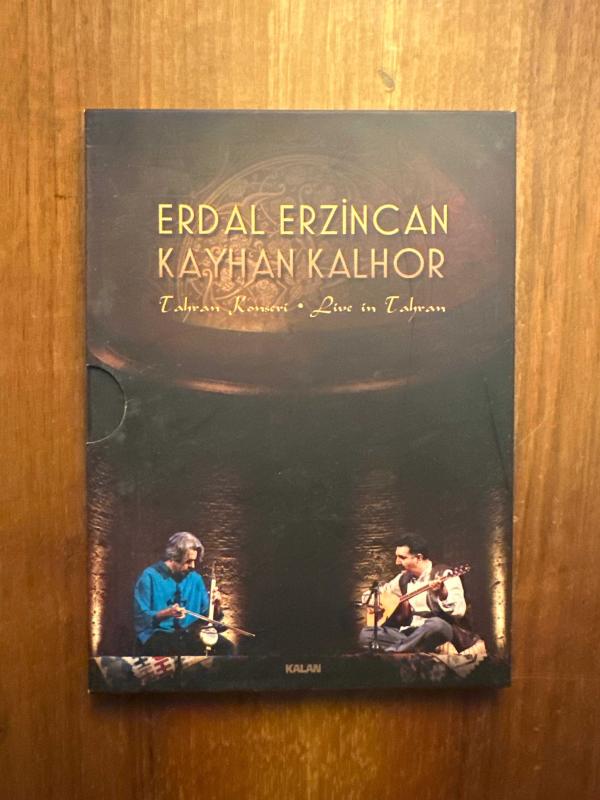 ERDAL ERZİNCAN
KAYHAN KALHOR
Tahran Konseri • Live in Tahran
KALAN